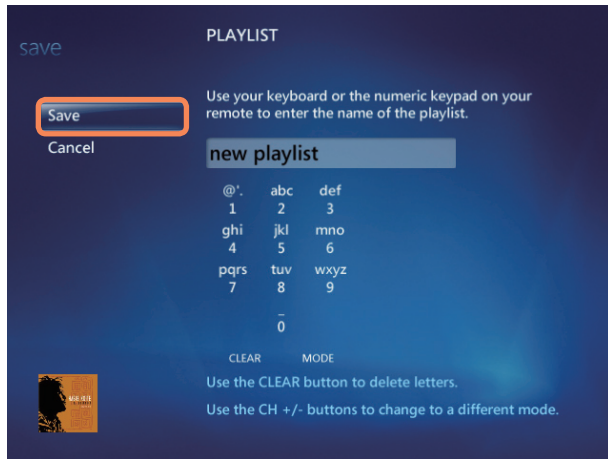 save
PLAYLIST
Save
Cancel
Use your keyboard or the numeric keypad on your
remote to enter the name of the playlist.
new playlist
@'. abc def
1 2 3
ghi jkl mno
4 5 6
pqrs tuv wxyz
7 8 9
_
0
CLEAR MODE
Use the CLEAR button to delete letters.
Use the CH +/- buttons to change to a different mode.